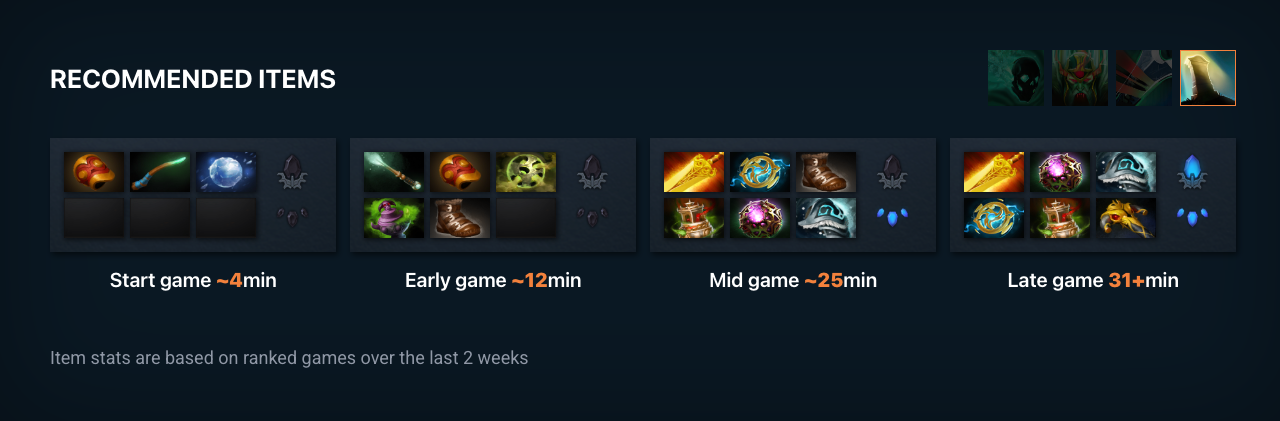 RECOMMENDED ITEMS
Start game ~4min
Early game ~12min
Mid game ~25min
Late game 31+min
Item stats are based on ranked games over the last 2 weeks